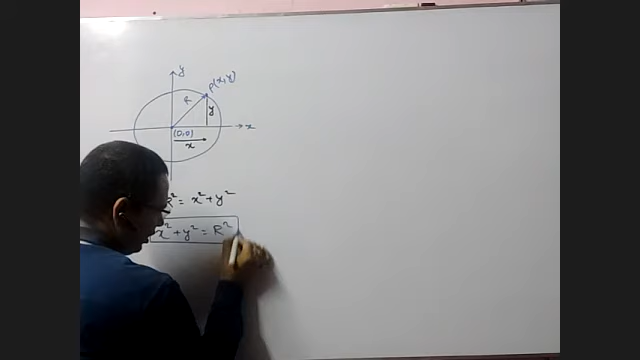 y
P(x,y)
R
y
(0,0)
x
x
R² = x² + y²
x² + y² = R²